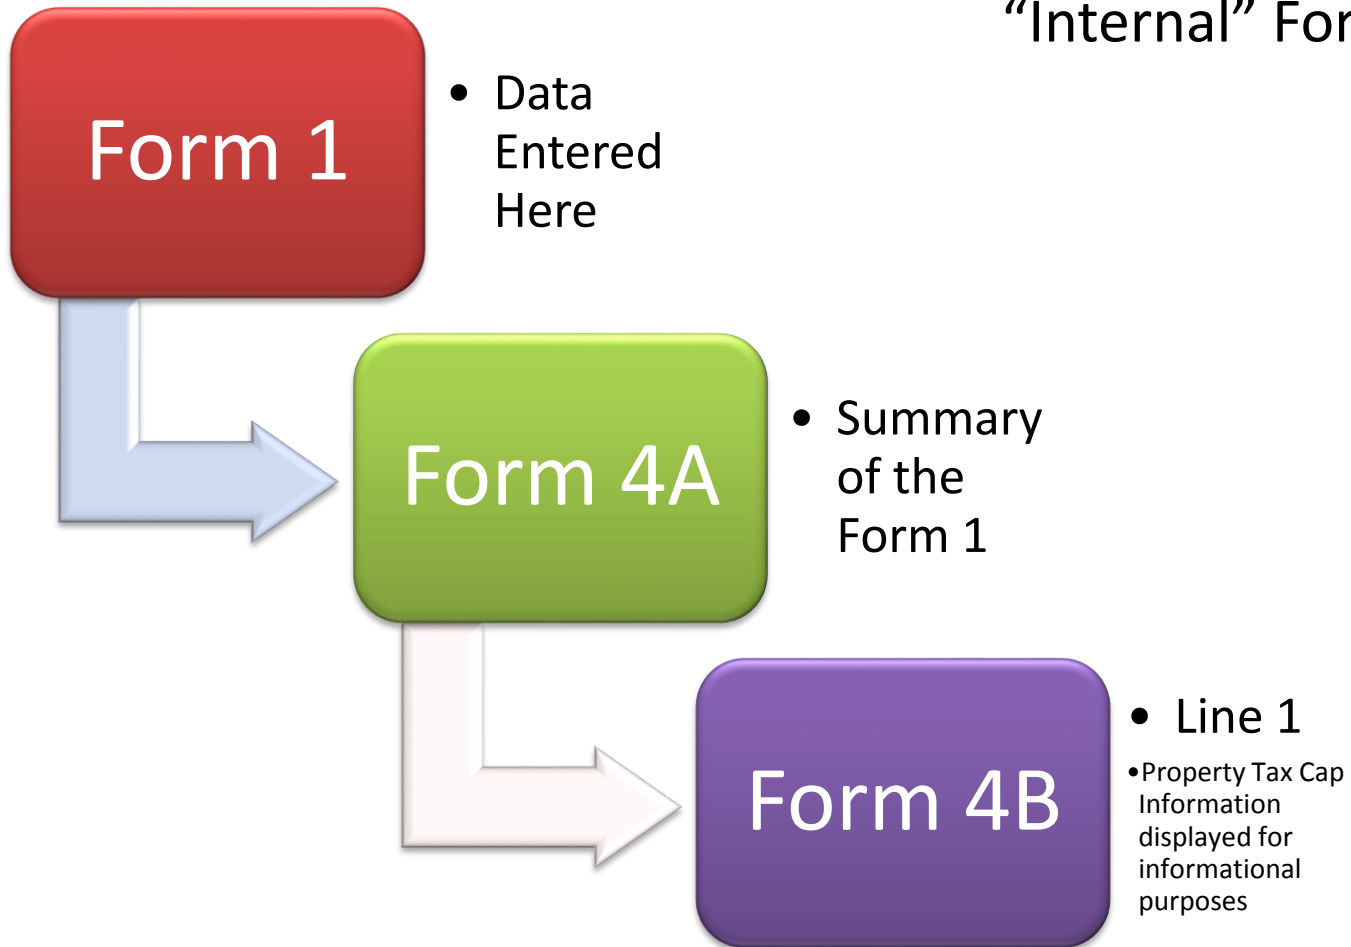 “Internal” For
Form 1
• Data
Entered
Here
Form 4A
• Summary
of the
Form 1
Form 4B
• Line 1
•Property Tax Cap
Information
displayed for
informational
purposes